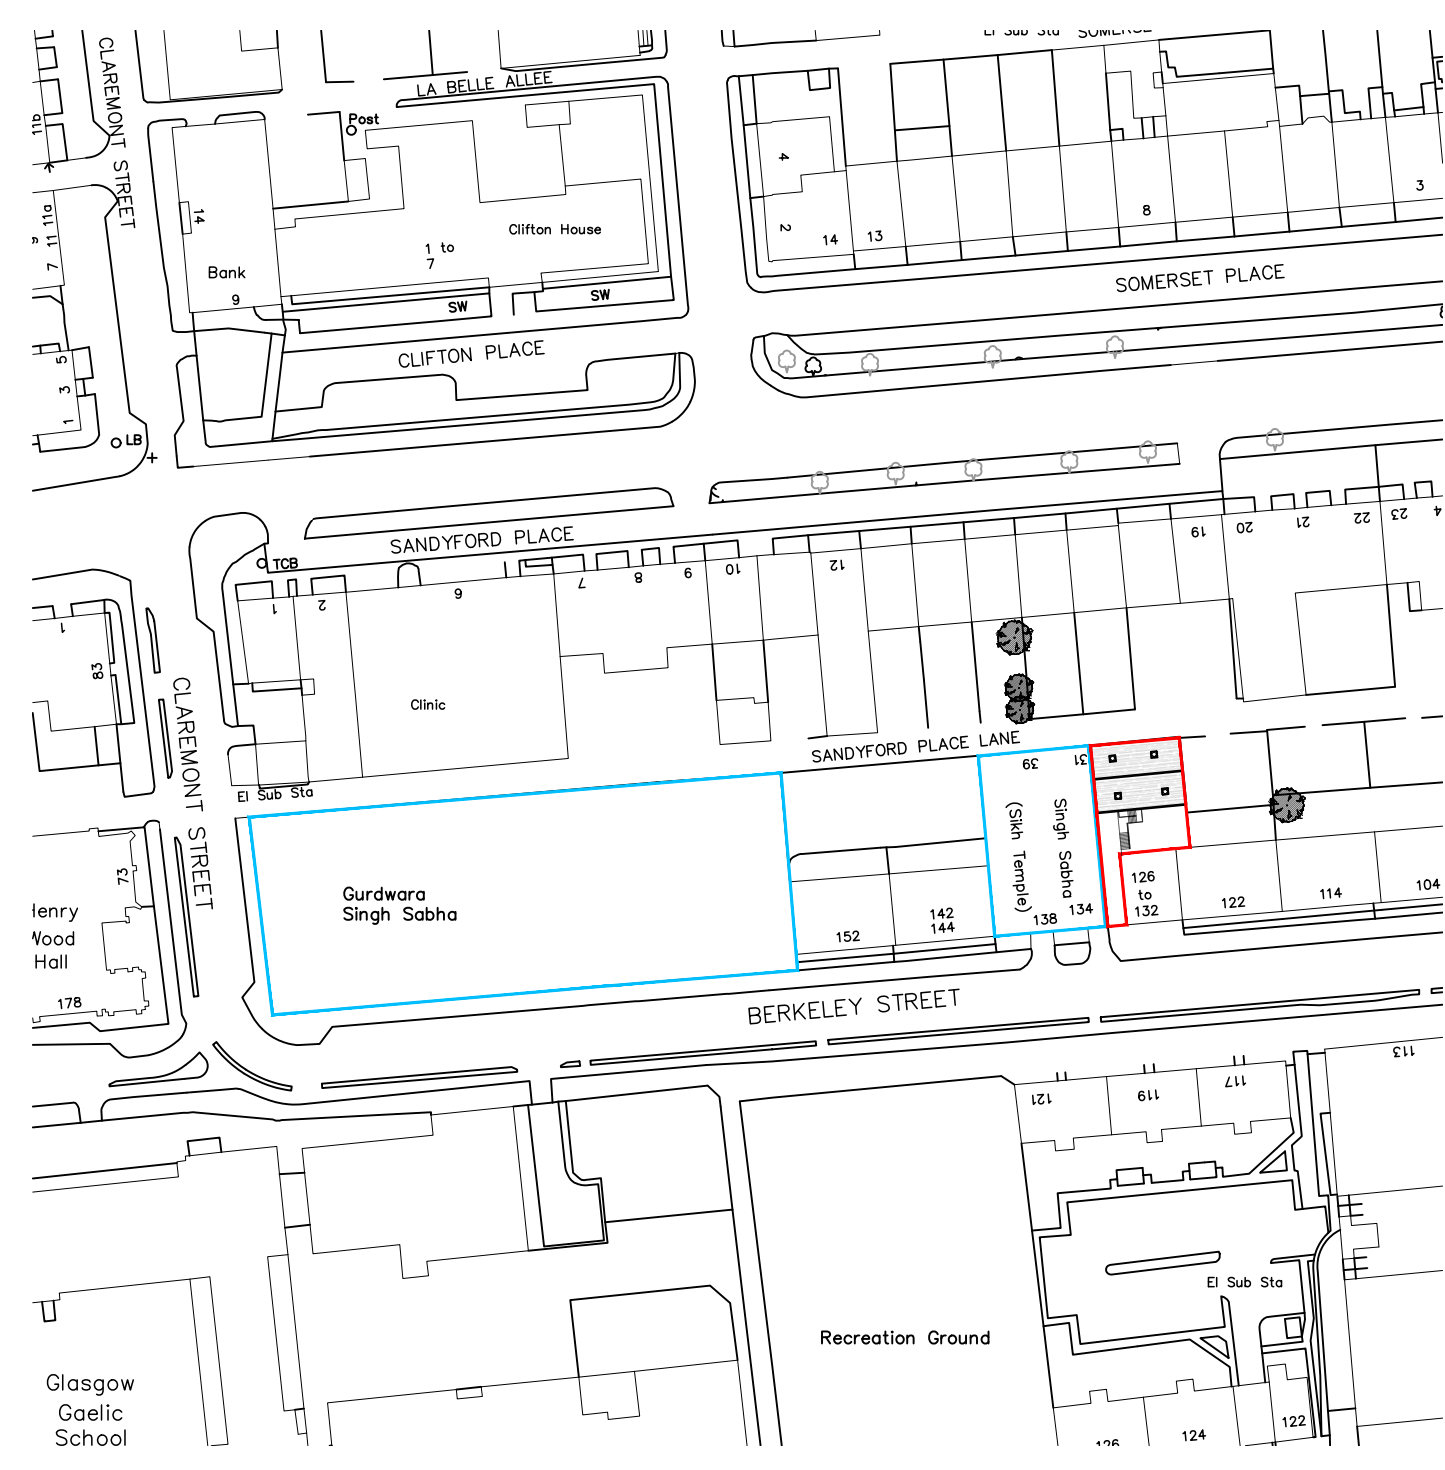 CLAREMONT STREET
LA BELLE ALLEE
El Sub Sta
11b
Post
4
3
8
11a
14
2
14
13
Clifton House
11
9
1 to
7
7
Bank
SOMERSET PLACE
9
SW
SW
5
CLIFTON PLACE
3
1
LB
SANDYFORD PLACE
TCB
1
2
6
7
8
9
10
12
19
20
21
22
23
1
83
Clinic
CLAREMONT STREET
SANDYFORD PLACE LANE
39
31
El Sub Sta
73
Gurdwara
Singh Sabha
Singh Sabha
(Sikh Temple)
126
to
132
122
114
104
134
138
142
144
152
Henry
Wood
Hall
178
BERKELEY STREET
113
121
119
117
El Sub Sta
Recreation Ground
Glasgow
Gaelic
School
126
124
122